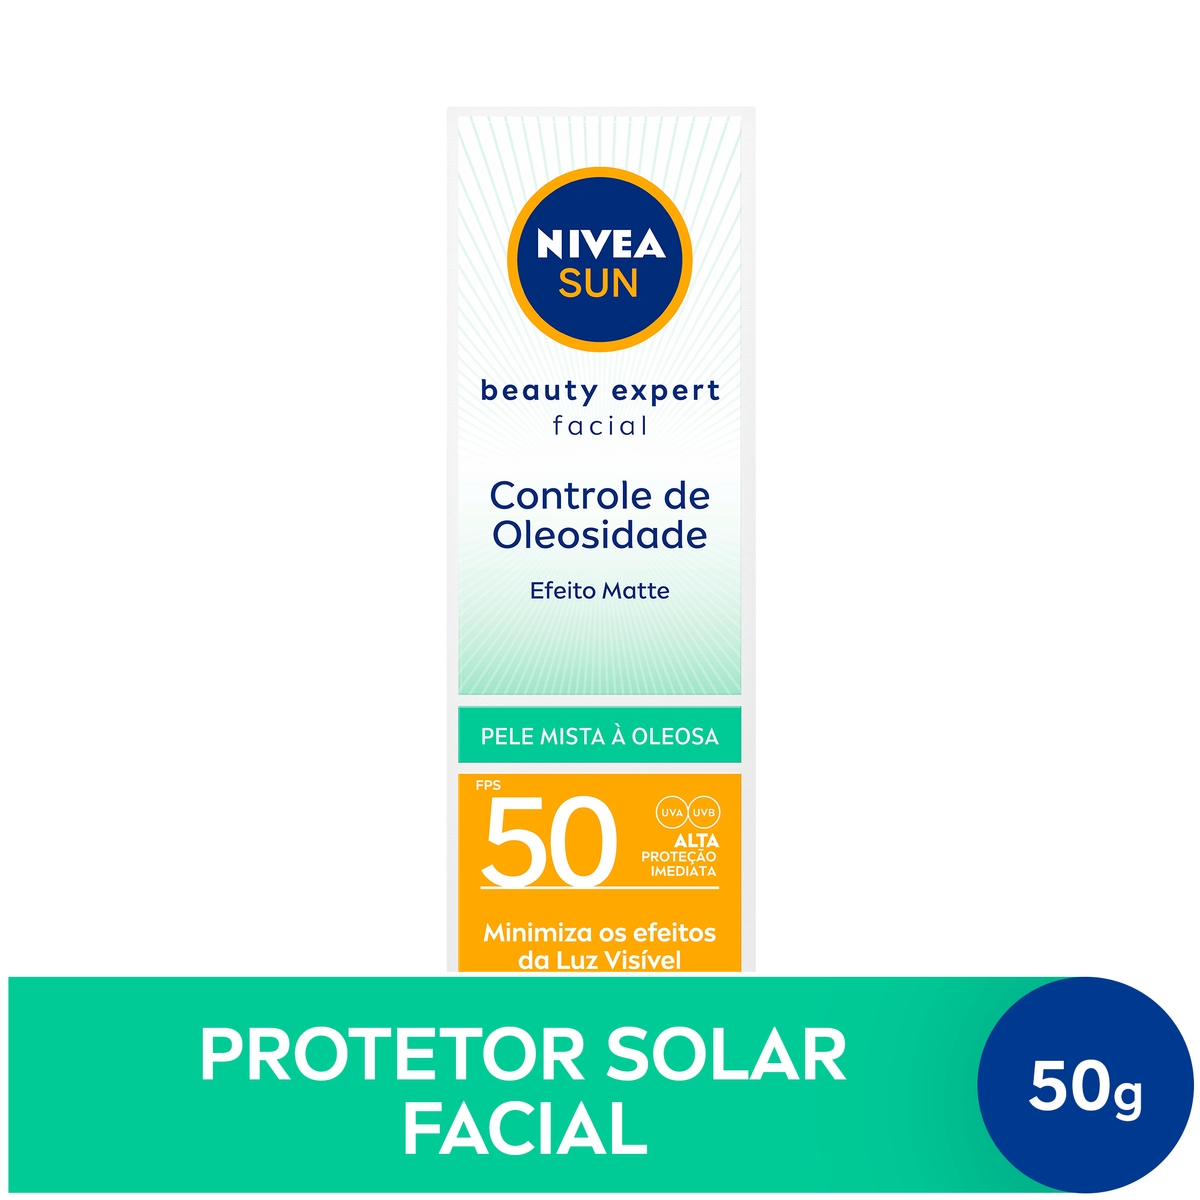 NIVEA
SUN
beauty expert
facial
Controle de
Oleosidade
Efeito Matte
PELE MISTA À OLEOSA
FPS
50
UVA UVB
ALTA
PROTEÇÃO
IMEDIATA
Minimiza os efeitos
da Luz Visível
PROTETOR SOLAR
FACIAL
50g